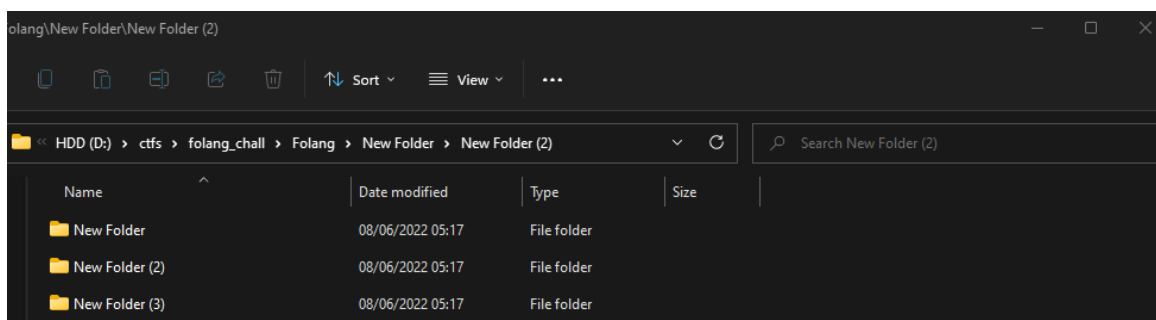 olang\New Folder\New Folder (2)
Sort View
HDD (D:) › ctfs › folang_chall › Folang › New Folder › New Folder (2) Search New Folder (2)
Name Date modified Type Size
New Folder 08/06/2022 05:17 File folder
New Folder (2) 08/06/2022 05:17 File folder
New Folder (3) 08/06/2022 05:17 File folder